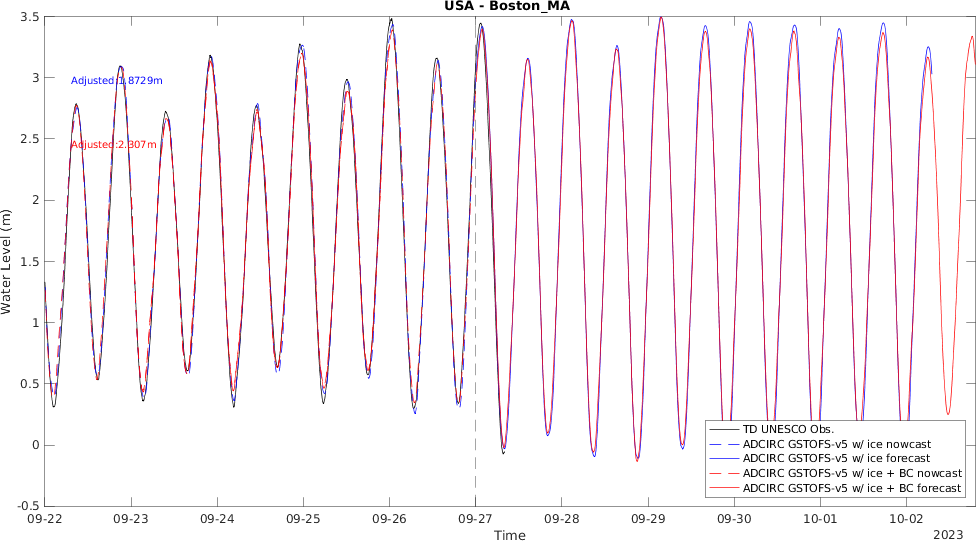 USA - Boston_MA
3.5
3
2.5
2
1.5
1
0.5
0
-0.5
Water Level (m)
Adjusted:1.8729m
Adjusted:2.307m
TD UNESCO Obs.
ADCIRC GSTOFS-v5 w/ ice nowcast
ADCIRC GSTOFS-v5 w/ ice forecast
ADCIRC GSTOFS-v5 w/ ice + BC nowcast
ADCIRC GSTOFS-v5 w/ ice + BC forecast
09-22 09-23 09-24 09-25 09-26 09-27 09-28 09-29 09-30 10-01 10-02
Time
2023